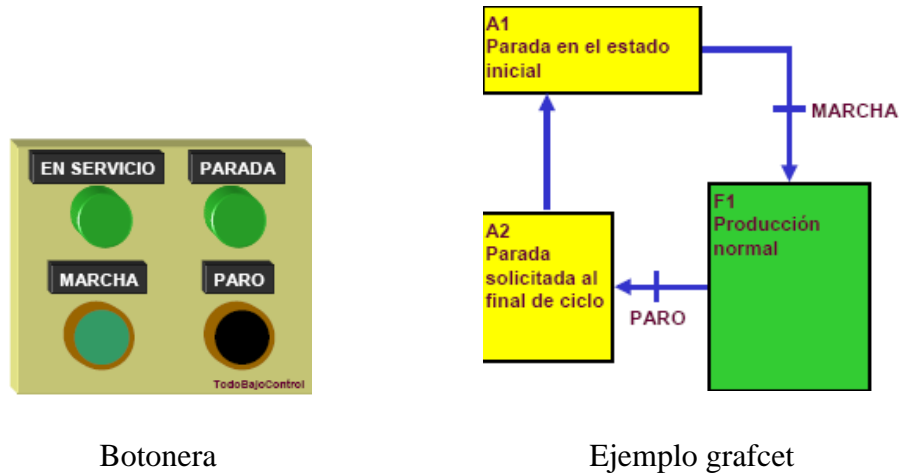 EN SERVICIO
PARADA
MARCHA
PARO
TodoBajoControl
Botonera
A1
Parada en el estado
inicial
MARCHA
F1
Producción
normal
A2
Parada
solicitada al
final de ciclo
PARO
Ejemplo grafcet